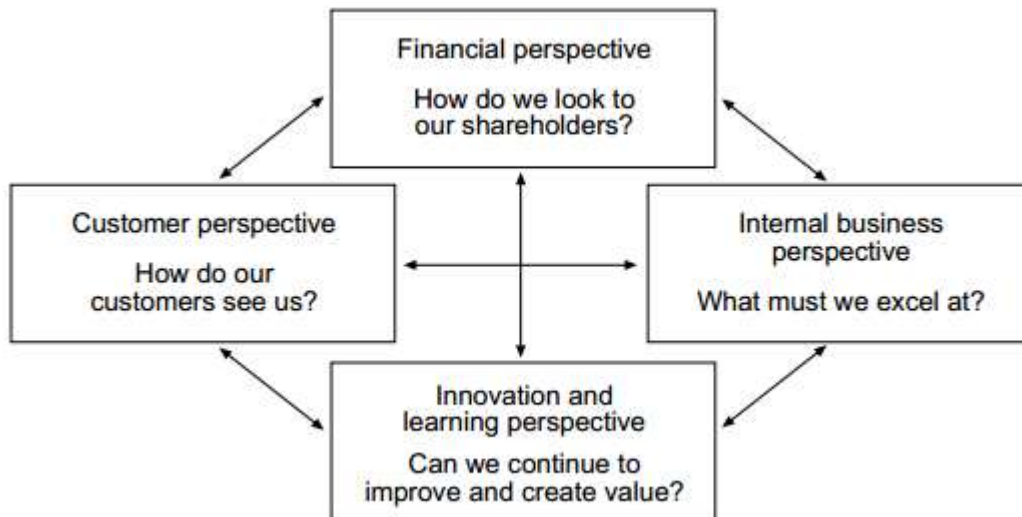 Financial perspective
How do we look to
our shareholders?
Customer perspective
How do our
customers see us?
Internal business
perspective
What must we excel at?
Innovation and
learning perspective
Can we continue to
improve and create value?